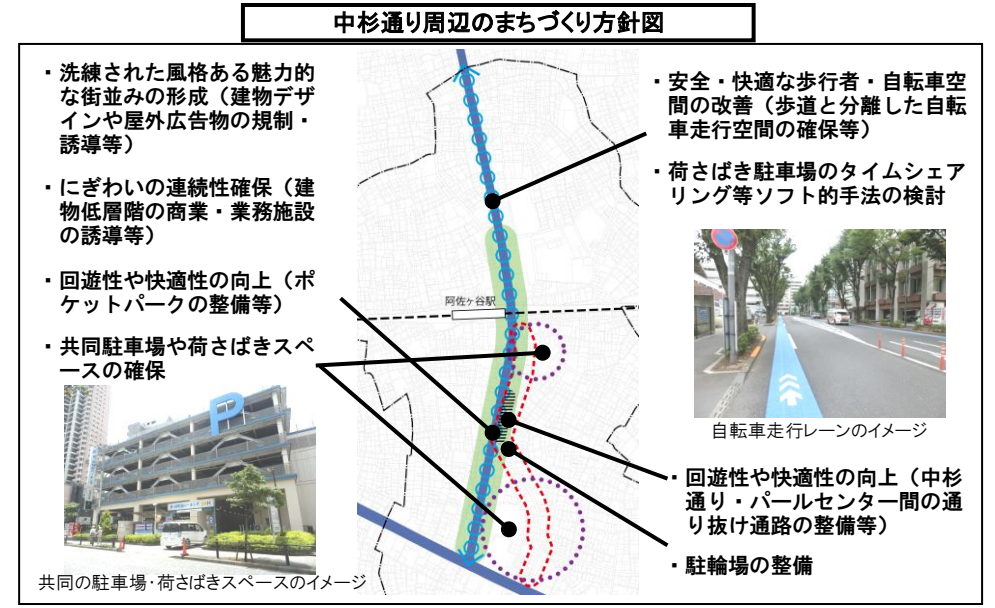 中杉通り周辺のまちづくり方針図
・洗練された風格ある魅力的
な街並みの形成（建物デザ
インや屋外広告物の規制・
誘導等）
・にぎわいの連続性確保（建
物低層階の商業・業務施設
の誘導等）
・回遊性や快適性の向上（ポ
ケットパークの整備等）
・共同駐車場や荷さばきスペ
ースの確保
P
共同の駐車場・荷さばきスペースのイメージ
阿佐ヶ谷駅
・安全・快適な歩行者・自転車空
間の改善（歩道と分離した自転
車走行空間の確保等）
・荷さばき駐車場のタイムシェア
リング等ソフト的手法の検討
自転車走行レーンのイメージ
・回遊性や快適性の向上（中杉
通り・パールセンター間の通
り抜け通路の整備等）
・駐輪場の整備